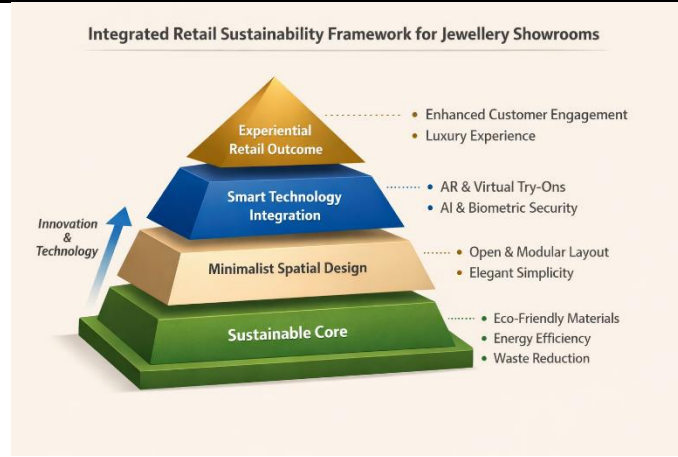 Integrated Retail Sustainability Framework for Jewellery Showrooms
Experiential
Retail Outcome
• Enhanced Customer Engagement
• Luxury Experience
Smart Technology
Integration
• AR & Virtual Try-Ons
• AI & Biometric Security
Innovation
&
Technology
Minimalist Spatial Design
• Open & Modular Layout
• Elegant Simplicity
Sustainable Core
• Eco-Friendly Materials
• Energy Efficiency
• Waste Reduction